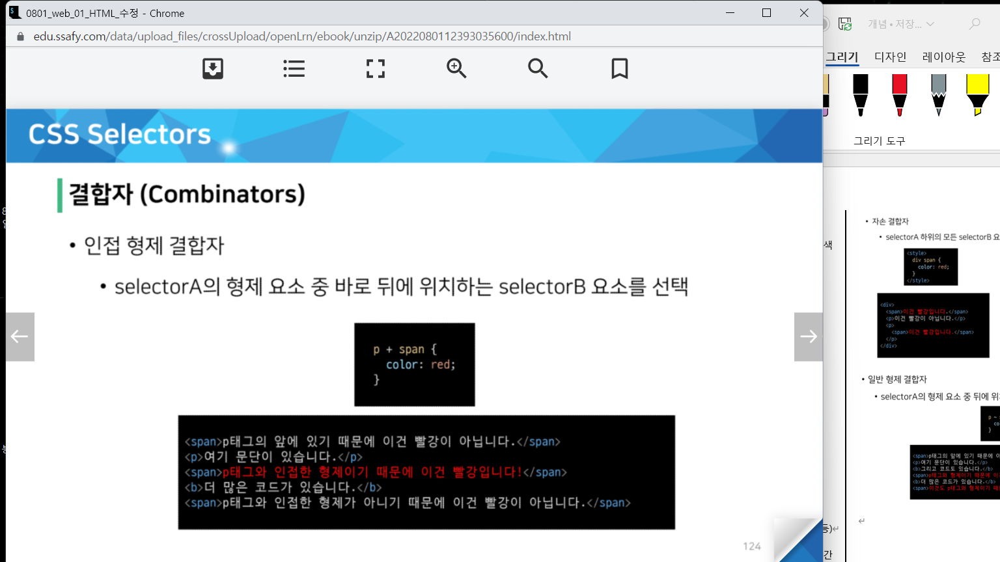 0801_web_01_HTML_수정 - Chrome
edu.ssafy.com/data/upload_files/crossUpload/openLrn/ebook/unzip/A2022080112393035600/index.html
CSS Selectors
결합자 (Combinators)
• 인접 형제 결합자
• selectorA의 형제 요소 중 바로 뒤에 위치하는 selectorB 요소를 선택
p + span {
color: red;
}
<span>p태그의 앞에 있기 때문에 이건 빨강이 아닙니다.</span>
<p>여기 문단이 있습니다.</p>
<span>p태그와 인접한 형제이기 때문에 이건 빨강입니다!</span>
<b>더 많은 코드가 있습니다.</b>
<span>p태그와 인접한 형제가 아니기 때문에 이건 빨강이 아닙니다.</span>
124
개념 • 저장...
그리기 디자인 레이아웃 참조
그리기 도구
색
• 자손 결합자
• selectorA 하위의 모든 selectorB 요
<style>
div span {
color: red;
}
</style>
<div>
<span>이건 빨강입니다.</span>
<p>이건 빨강이 아닙니다.</p>
<p>
<span>이건 빨강입니다.</span>
</p>
</div>
• 일반 형제 결합자
• selectorA의 형제 요소 중 뒤에 위
p ~
co
}
<span>p태그의 앞에 있기 때문에 이
<p>여기 문단이 있습니다.</p>
<b>그리고 코드도 있습니다.</b>
<span>p태그와 형제이기 때문에 이
<b>더 많은 코드가 있습니다.</b>
<span>이것도 p태그와 형제이기 때
등)
간